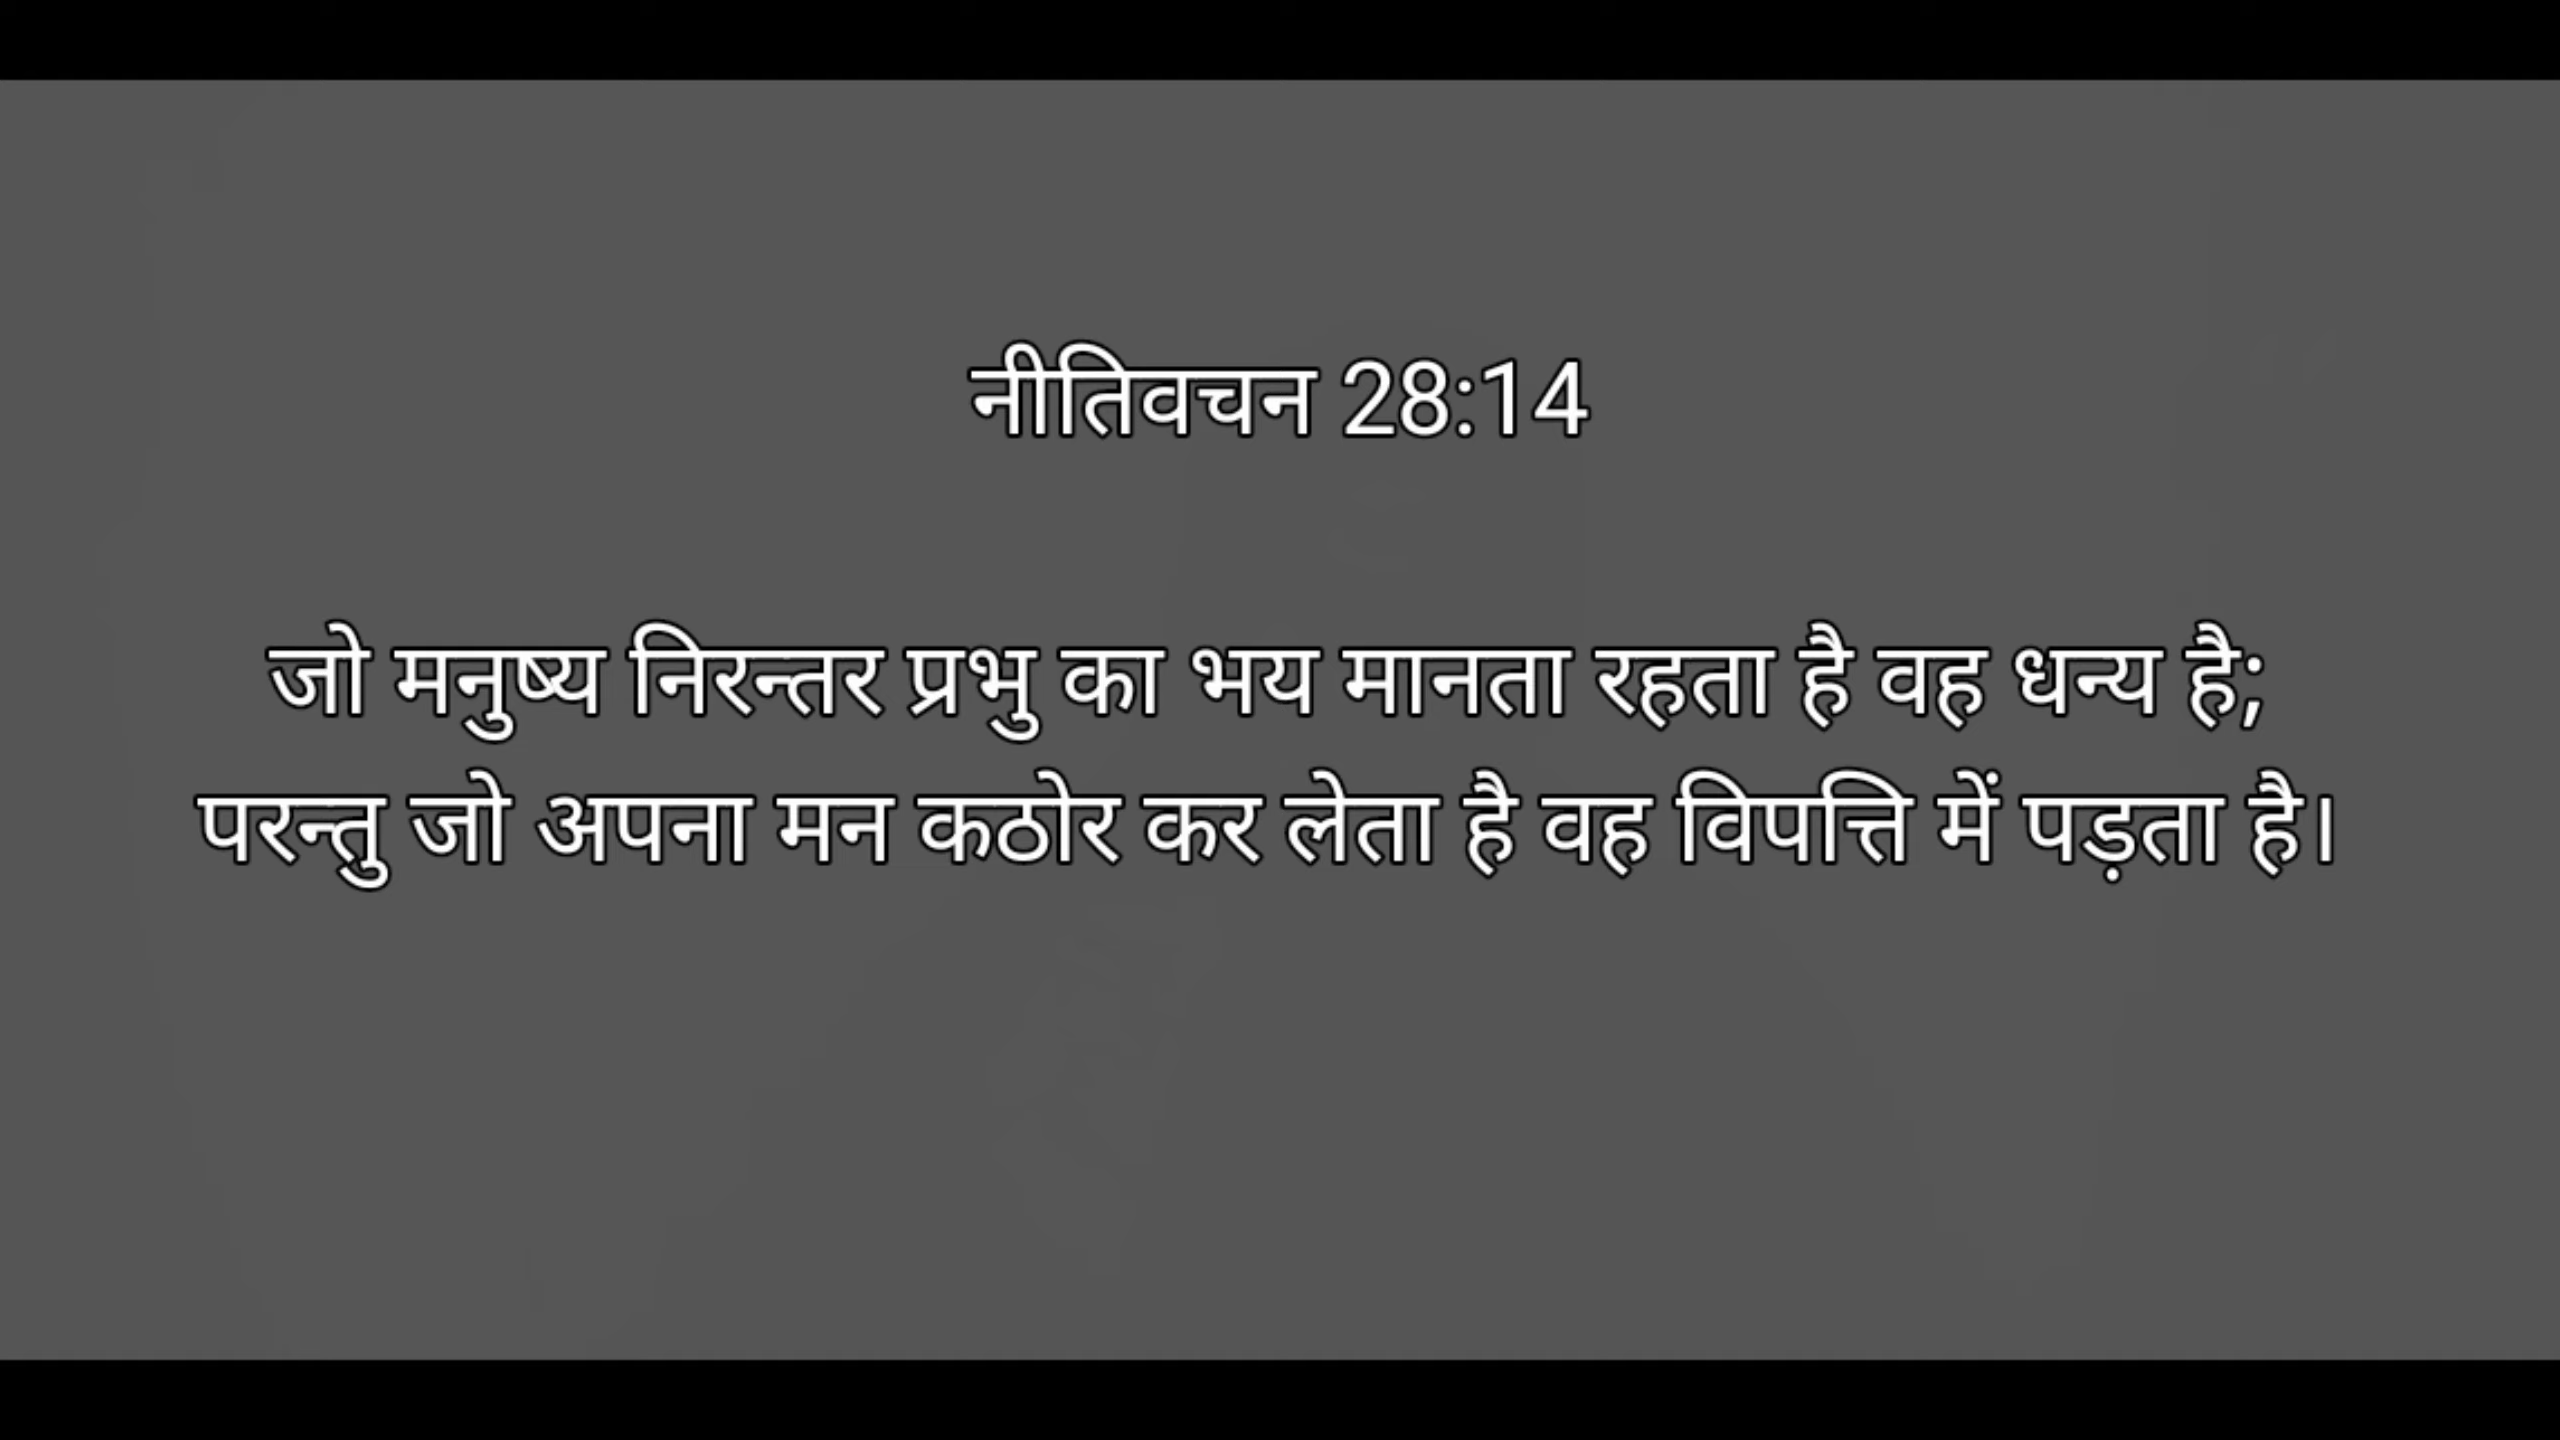 नीतिवचन 28:14
जो मनुष्य निरन्तर प्रभु का भय मानता रहता है वह धन्य है;
परन्तु जो अपना मन कठोर कर लेता है वह विपत्ति में पड़ता है।